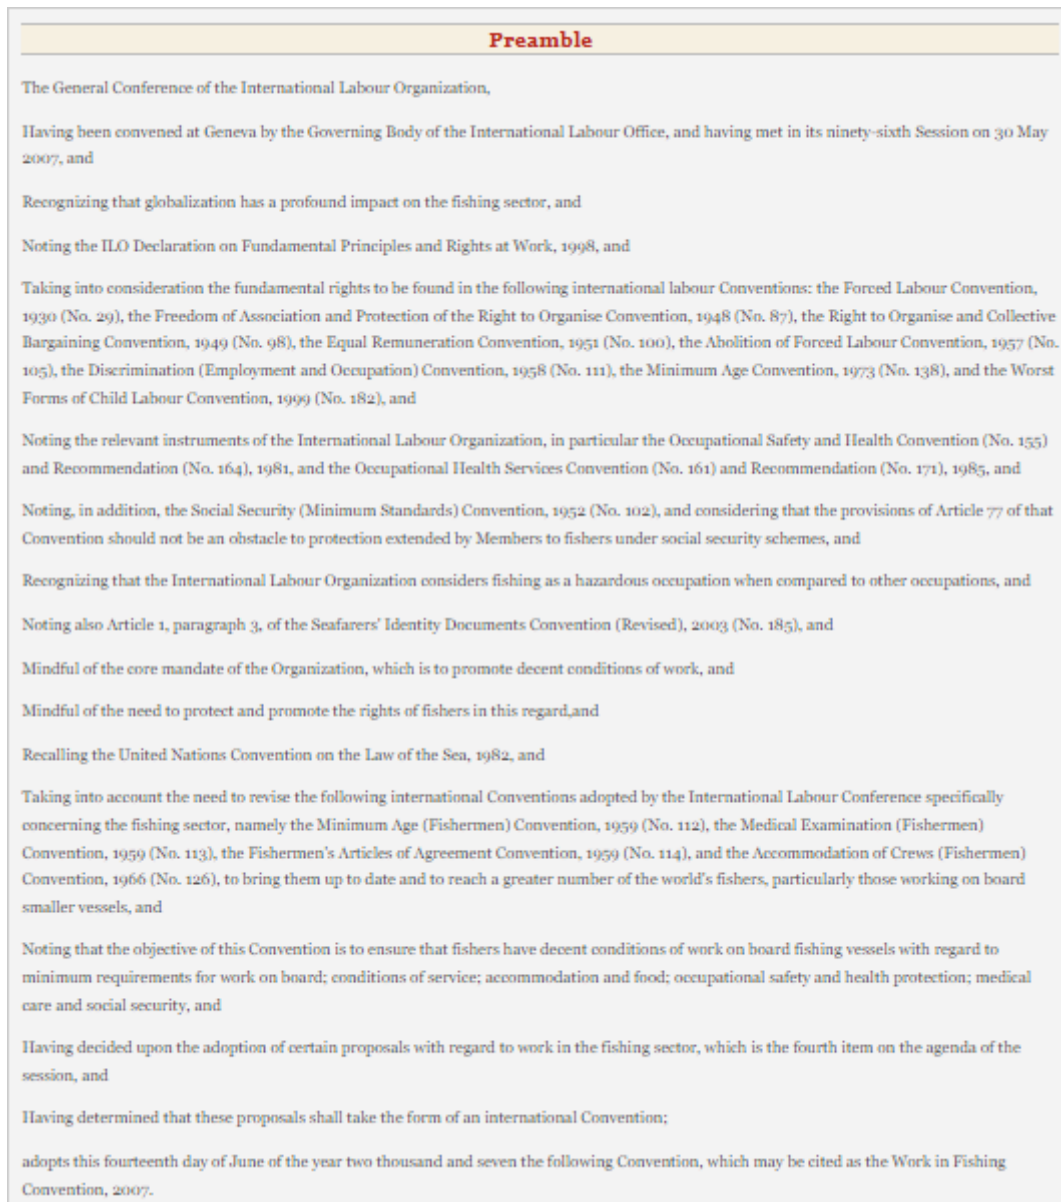 Preamble
The General Conference of the International Labour Organization,
Having been convened at Geneva by the Governing Body of the International Labour Office, and having met in its ninety-sixth Session on 30 May
2007, and
Recognizing that globalization has a profound impact on the fishing sector, and
Noting the ILO Declaration on Fundamental Principles and Rights at Work, 1998, and
Taking into consideration the fundamental rights to be found in the following international labour Conventions: the Forced Labour Convention,
1930 (No. 29), the Freedom of Association and Protection of the Right to Organise Convention, 1948 (No. 87), the Right to Organise and Collective
Bargaining Convention, 1949 (No. 98), the Equal Remuneration Convention, 1951 (No. 100), the Abolition of Forced Labour Convention, 1957 (No.
105), the Discrimination (Employment and Occupation) Convention, 1958 (No. 111), the Minimum Age Convention, 1973 (No. 138), and the Worst
Forms of Child Labour Convention, 1999 (No. 182), and
Noting the relevant instruments of the International Labour Organization, in particular the Occupational Safety and Health Convention (No. 155)
and Recommendation (No. 164), 1981, and the Occupational Health Services Convention (No. 161) and Recommendation (No. 171), 1985, and
Noting, in addition, the Social Security (Minimum Standards) Convention, 1952 (No. 102), and considering that the provisions of Article 77 of that
Convention should not be an obstacle to protection extended by Members to fishers under social security schemes, and
Recognizing that the International Labour Organization considers fishing as a hazardous occupation when compared to other occupations, and
Noting also Article 1, paragraph 3, of the Seafarers' Identity Documents Convention (Revised), 2003 (No. 185), and
Mindful of the core mandate of the Organization, which is to promote decent conditions of work, and
Mindful of the need to protect and promote the rights of fishers in this regard,and
Recalling the United Nations Convention on the Law of the Sea, 1982, and
Taking into account the need to revise the following international Conventions adopted by the International Labour Conference specifically
concerning the fishing sector, namely the Minimum Age (Fishermen) Convention, 1959 (No. 112), the Medical Examination (Fishermen)
Convention, 1959 (No. 113), the Fishermen's Articles of Agreement Convention, 1959 (No. 114), and the Accommodation of Crews (Fishermen)
Convention, 1966 (No. 126), to bring them up to date and to reach a greater number of the world's fishers, particularly those working on board
smaller vessels, and
Noting that the objective of this Convention is to ensure that fishers have decent conditions of work on board fishing vessels with regard to
minimum requirements for work on board; conditions of service; accommodation and food; occupational safety and health protection; medical
care and social security, and
Having decided upon the adoption of certain proposals with regard to work in the fishing sector, which is the fourth item on the agenda of the
session, and
Having determined that these proposals shall take the form of an international Convention;
adopts this fourteenth day of June of the year two thousand and seven the following Convention, which may be cited as the Work in Fishing
Convention, 2007.